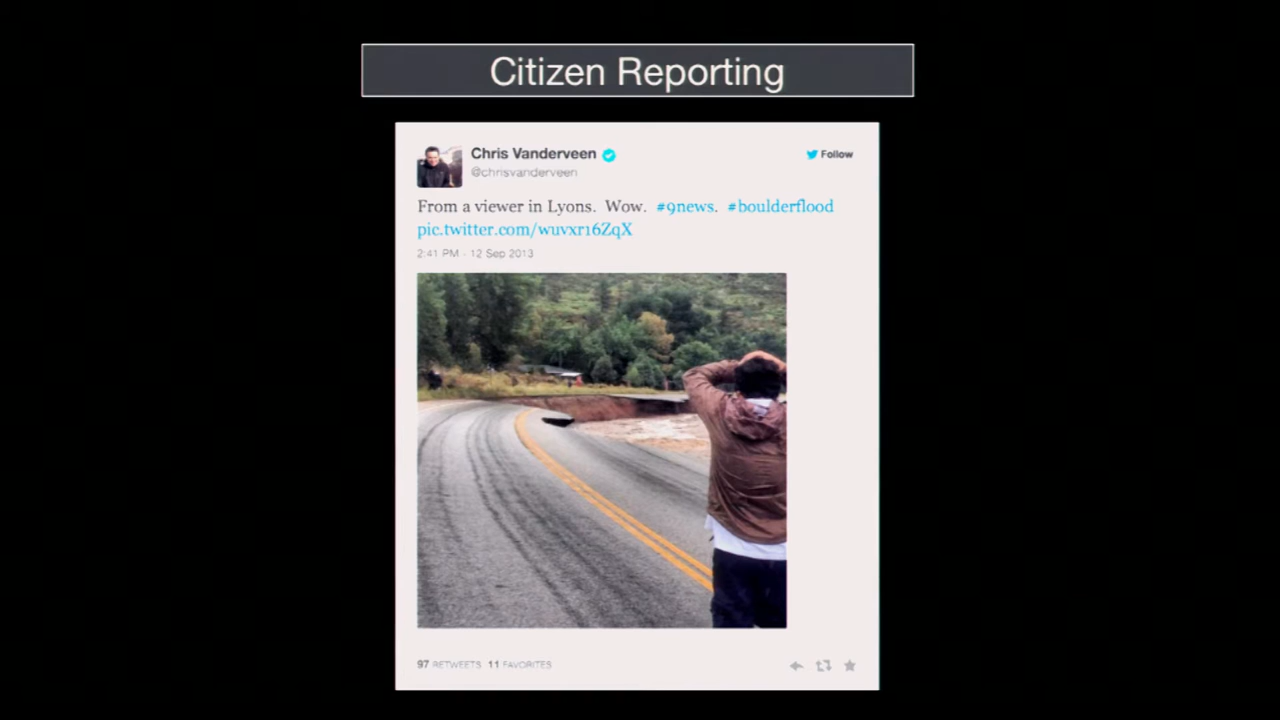 Citizen Reporting
Chris Vanderveen
Follow
@chrisvanderveen
From a viewer in Lyons. Wow. #9news. #boulderflood
pic.twitter.com/wuvxr16ZqX
2:41 PM - 12 Sep 2013
97 RETWEETS 11 FAVORITES